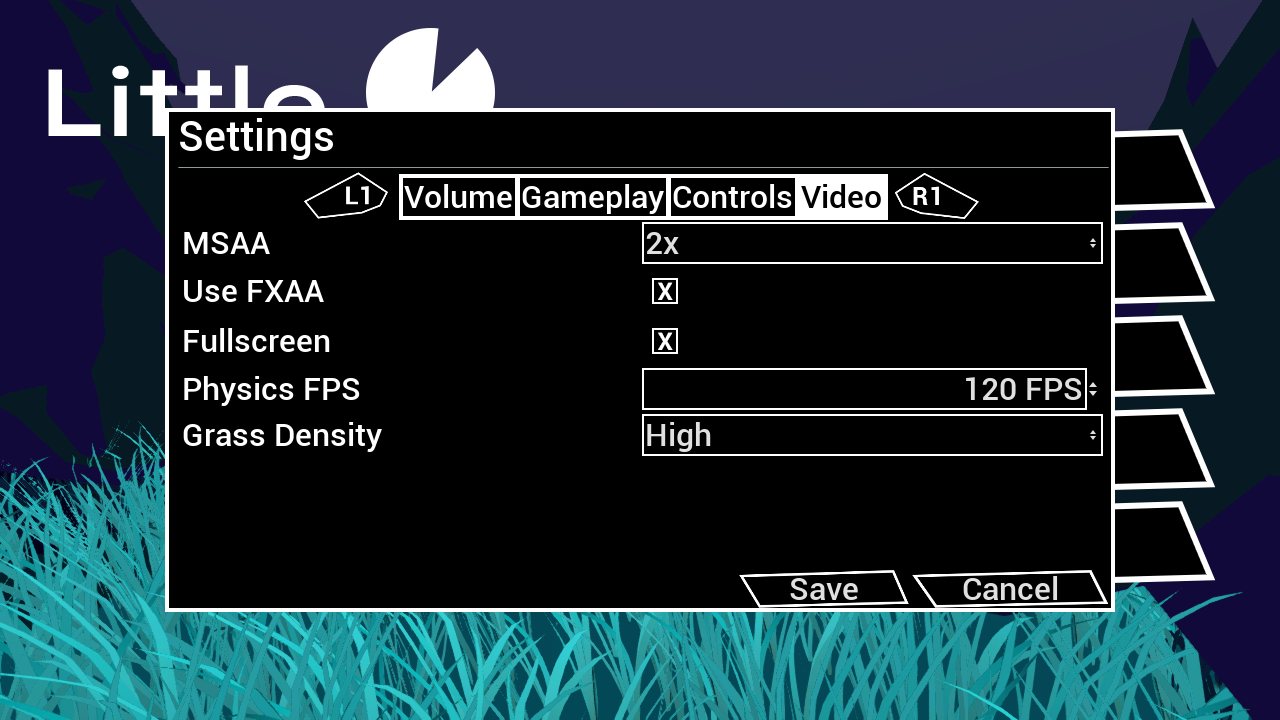 Little
Settings
L1 Volume Gameplay Controls Video R1
MSAA 2x
Use FXAA X
Fullscreen X
Physics FPS 120 FPS
Grass Density High
Save Cancel